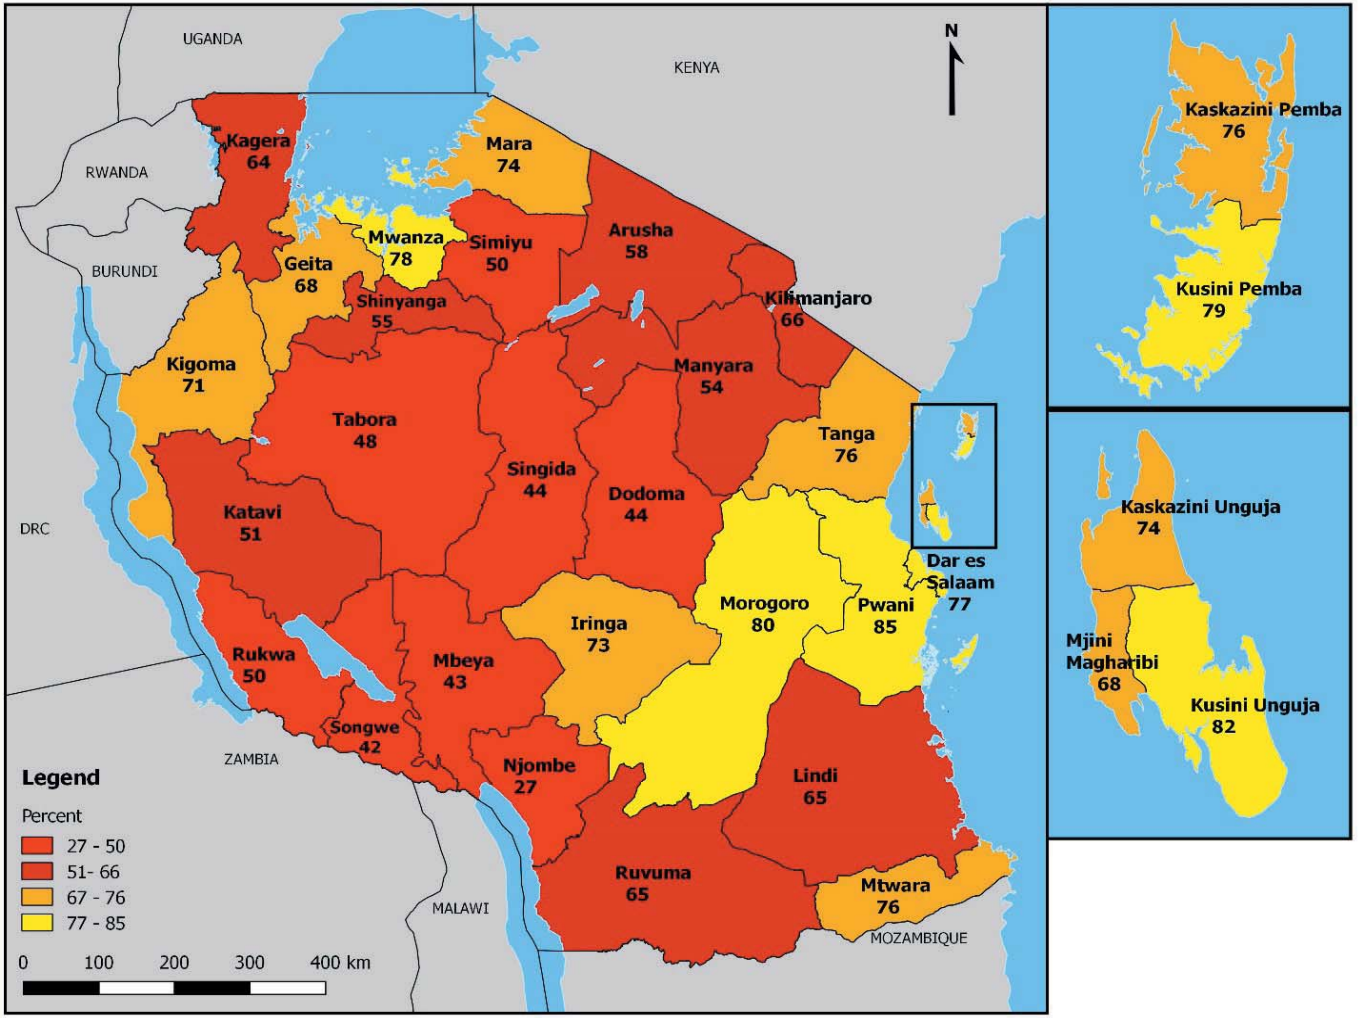 UGANDA
KENYA
N
RWANDA
BURUNDI
DRC
ZAMBIA
MALAWI
MOZAMBIQUE
Kagera
64
Mara
74
Mwanza
78
Simiyu
50
Arusha
58
Geita
68
Shinyanga
55
Kilimanjaro
66
Kigoma
71
Manyara
54
Tabora
48
Tanga
76
Singida
44
Dodoma
44
Katavi
51
Dar es
Salaam
77
Morogoro
80
Pwani
85
Iringa
73
Rukwa
50
Mbeya
43
Songwe
42
Njombe
27
Lindi
65
Ruvuma
65
Mtwara
76
Legend
Percent
27 - 50
51- 66
67 - 76
77 - 85
0 100 200 300 400 km
Kaskazini Pemba
76
Kusini Pemba
79
Kaskazini Unguja
74
Mjini
Magharibi
68
Kusini Unguja
82